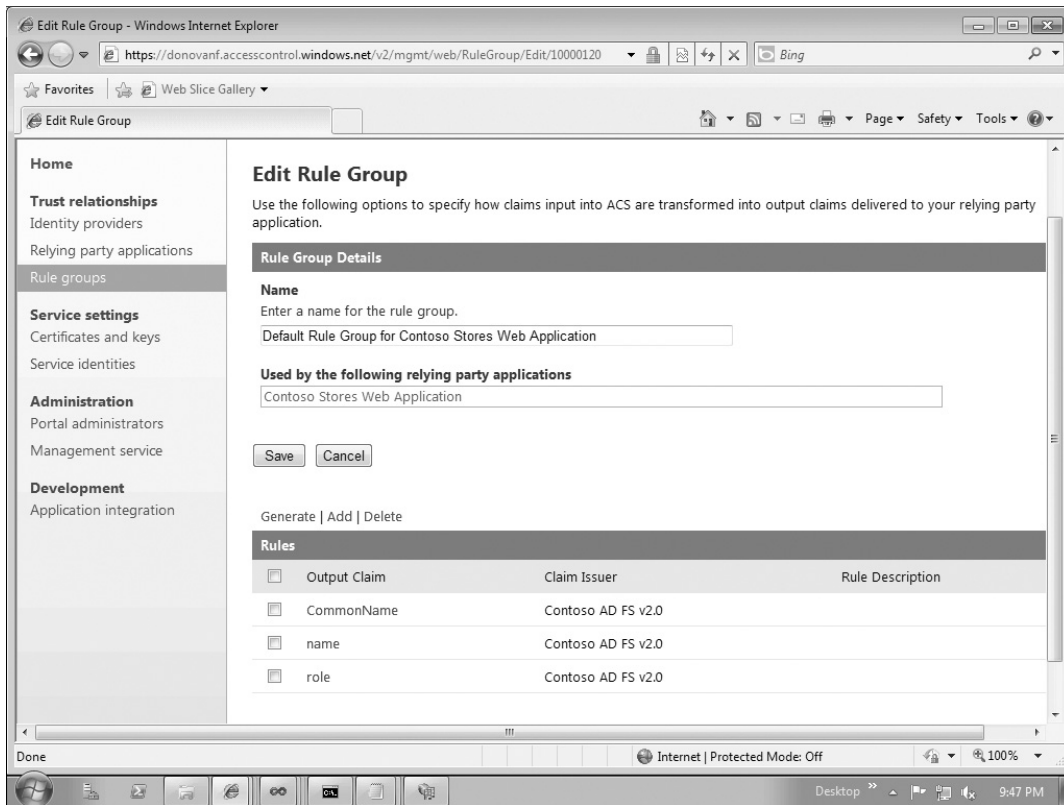 Edit Rule Group - Windows Internet Explorer
https://donovanf.accesscontrol.windows.net/v2/mgmt/web/RuleGroup/Edit/10000120
Bing
Favorites
Web Slice Gallery
Edit Rule Group
Page
Safety
Tools
Home
Trust relationships
Identity providers
Relying party applications
Rule groups
Service settings
Certificates and keys
Service identities
Administration
Portal administrators
Management service
Development
Application integration
Edit Rule Group
Use the following options to specify how claims input into ACS are transformed into output claims delivered to your relying party
application.
Rule Group Details
Name
Enter a name for the rule group.
Default Rule Group for Contoso Stores Web Application
Used by the following relying party applications
Contoso Stores Web Application
Save Cancel
Generate | Add | Delete
Rules
Output Claim Claim Issuer Rule Description
CommonName Contoso AD FS v2.0
name Contoso AD FS v2.0
role Contoso AD FS v2.0
Done
Internet | Protected Mode: Off
100%
Desktop
9:47 PM